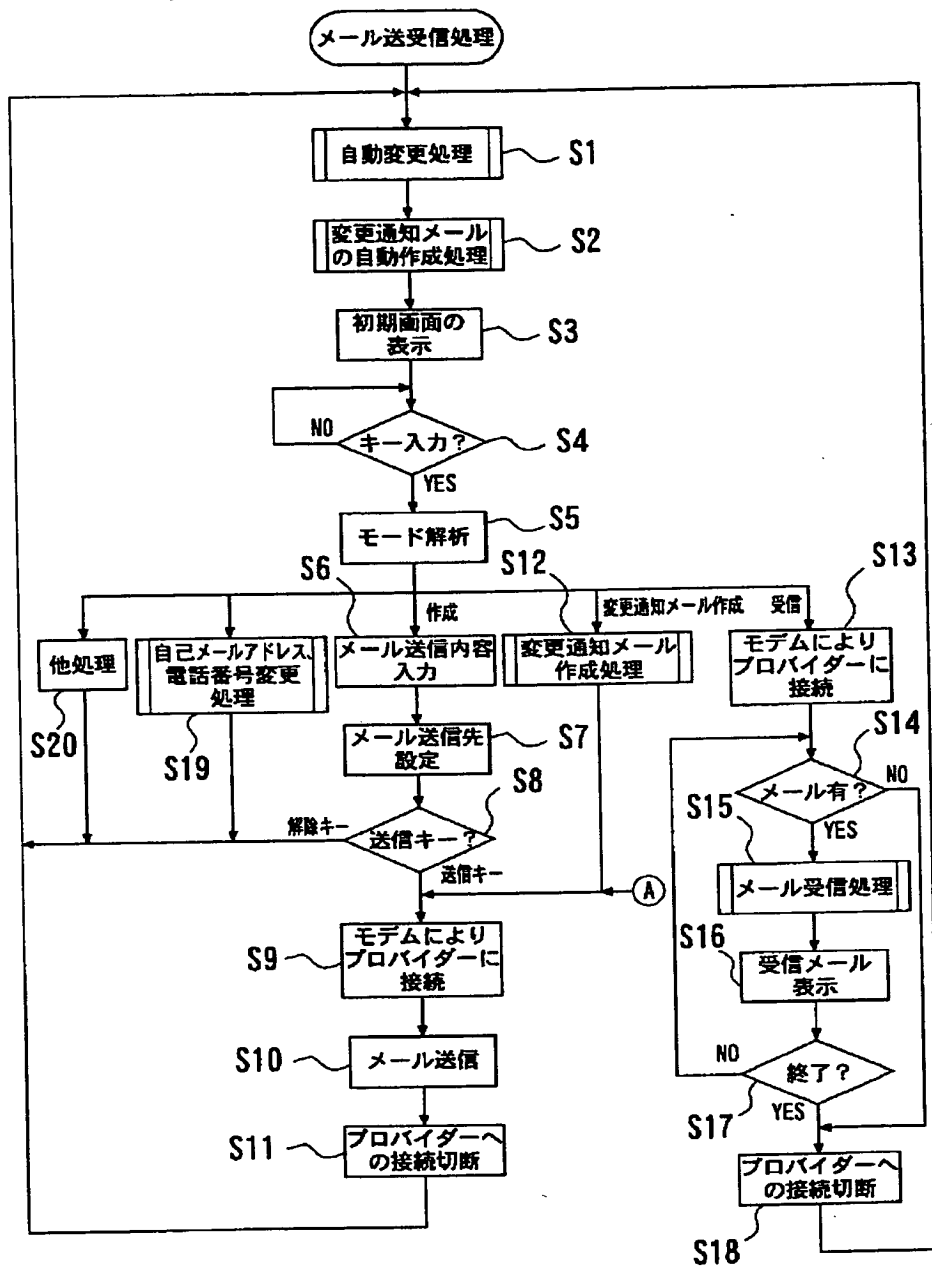 メール送受信処理
自動変更処理
S1
変更通知メール
の自動作成処理
S2
初期画面の
表示
S3
キー入力?
S4
NO
YES
モード解析
S5
S6
S12
S13
作成
変更通知メール作成
受信
他処理
S20
自己メールアドレス、
電話番号変更
処理
S19
メール送信内容
入力
変更通知メール
作成処理
モデムにより
プロバイダーに
接続
メール送信先
設定
S7
S14
メール有?
NO
YES
S15
S8
解除キー
送信キー?
送信キー
A
メール受信処理
S9
モデムにより
プロバイダーに
接続
S16
受信メール
表示
S10
メール送信
NO
終了?
YES
S17
S11
プロバイダーへ
の接続切断
プロバイダーへ
の接続切断
S18